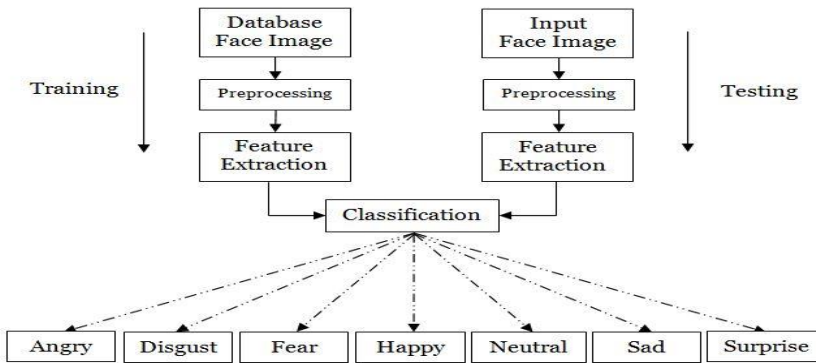 Database
Face Image
Input
Face Image
Training
Preprocessing
Preprocessing
Testing
Feature
Extraction
Feature
Extraction
Classification
Angry
Disgust
Fear
Happy
Neutral
Sad
Surprise